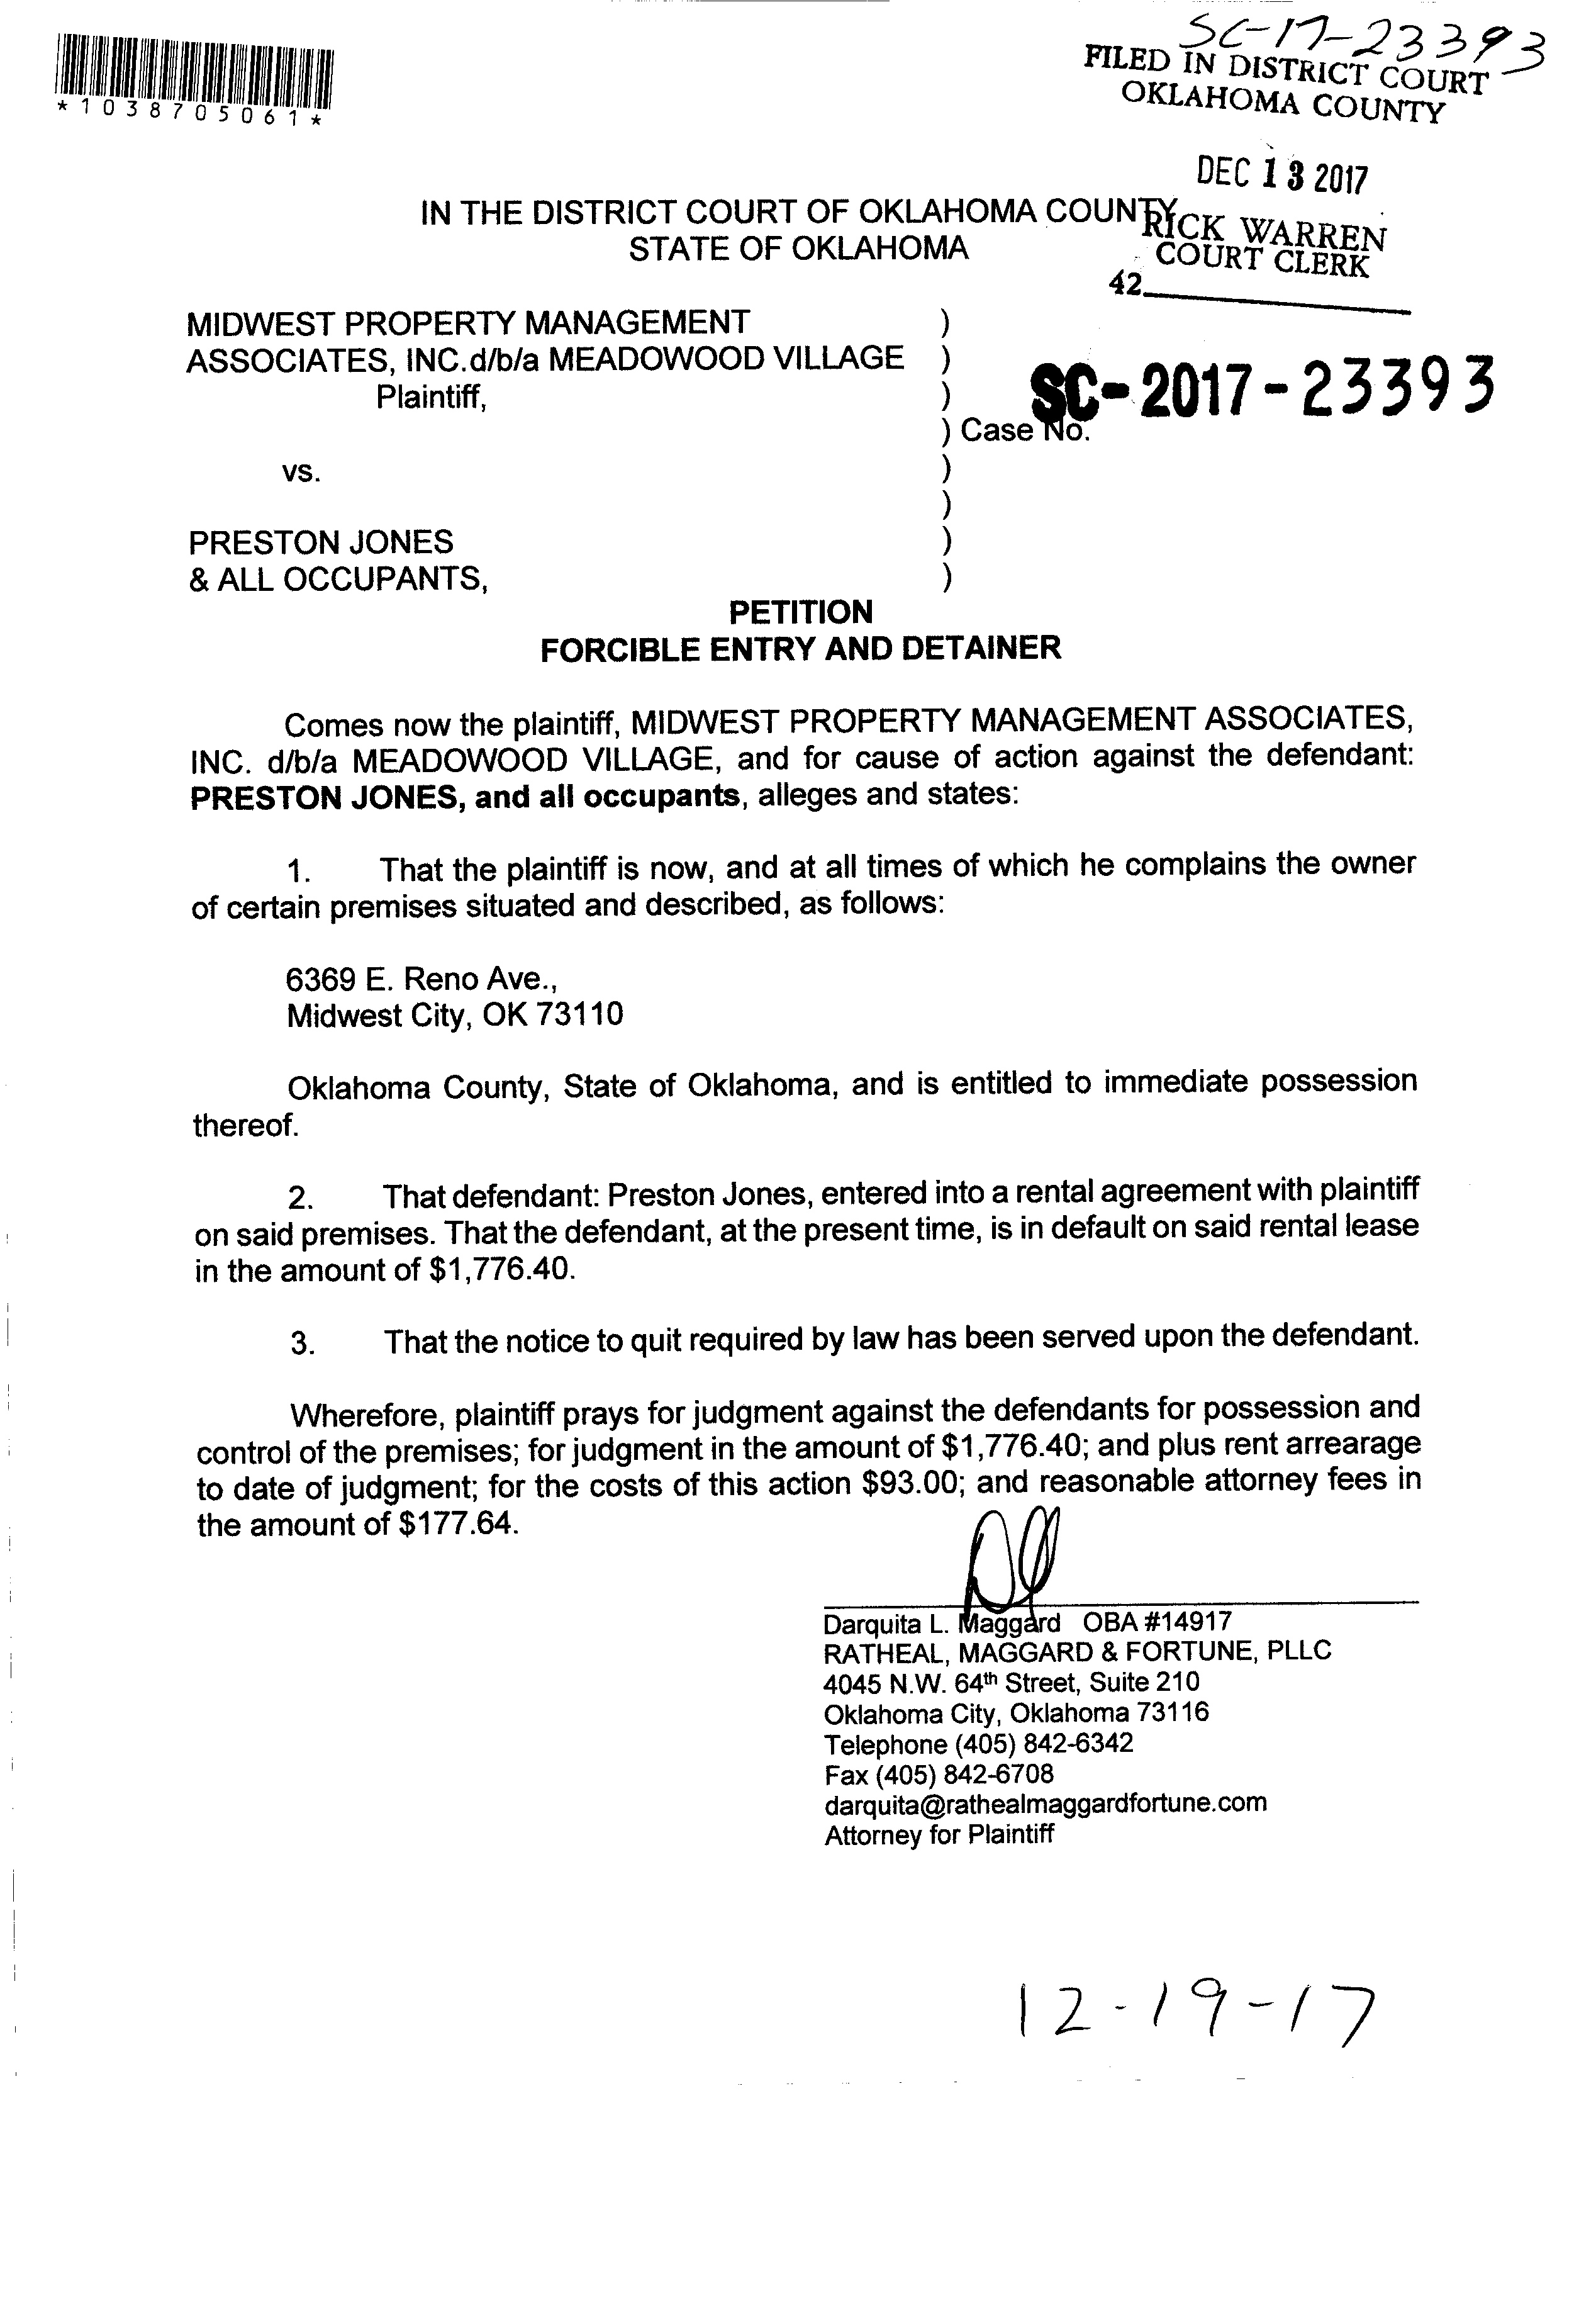 SC-17-23393
FILED IN DISTRICT COURT
OKLAHOMA COUNTY
*1038705061*
DEC 13 2017
IN THE DISTRICT COURT OF OKLAHOMA COUNTY
STATE OF OKLAHOMA
RICK WARREN
COURT CLERK
42
MIDWEST PROPERTY MANAGEMENT )
ASSOCIATES, INC.d/b/a MEADOWOOD VILLAGE )
Plaintiff, )
SC-2017-23393
) Case No.
vs. )
)
PRESTON JONES )
& ALL OCCUPANTS, )
PETITION
FORCIBLE ENTRY AND DETAINER
Comes now the plaintiff, MIDWEST PROPERTY MANAGEMENT ASSOCIATES,
INC. d/b/a MEADOWOOD VILLAGE, and for cause of action against the defendant:
PRESTON JONES, and all occupants, alleges and states:
1. That the plaintiff is now, and at all times of which he complains the owner
of certain premises situated and described, as follows:
6369 E. Reno Ave.,
Midwest City, OK 73110
Oklahoma County, State of Oklahoma, and is entitled to immediate possession
thereof.
2. That defendant: Preston Jones, entered into a rental agreement with plaintiff
on said premises. That the defendant, at the present time, is in default on said rental lease
in the amount of $1,776.40.
3. That the notice to quit required by law has been served upon the defendant.
Wherefore, plaintiff prays for judgment against the defendants for possession and
control of the premises; for judgment in the amount of $1,776.40; and plus rent arrearage
to date of judgment; for the costs of this action $93.00; and reasonable attorney fees in
the amount of $177.64.
Darquita L. Maggard OBA #14917
RATHEAL, MAGGARD & FORTUNE, PLLC
4045 N.W. 64th Street, Suite 210
Oklahoma City, Oklahoma 73116
Telephone (405) 842-6342
Fax (405) 842-6708
darquita@rathealmaggardfortune.com
Attorney for Plaintiff
12-19-17